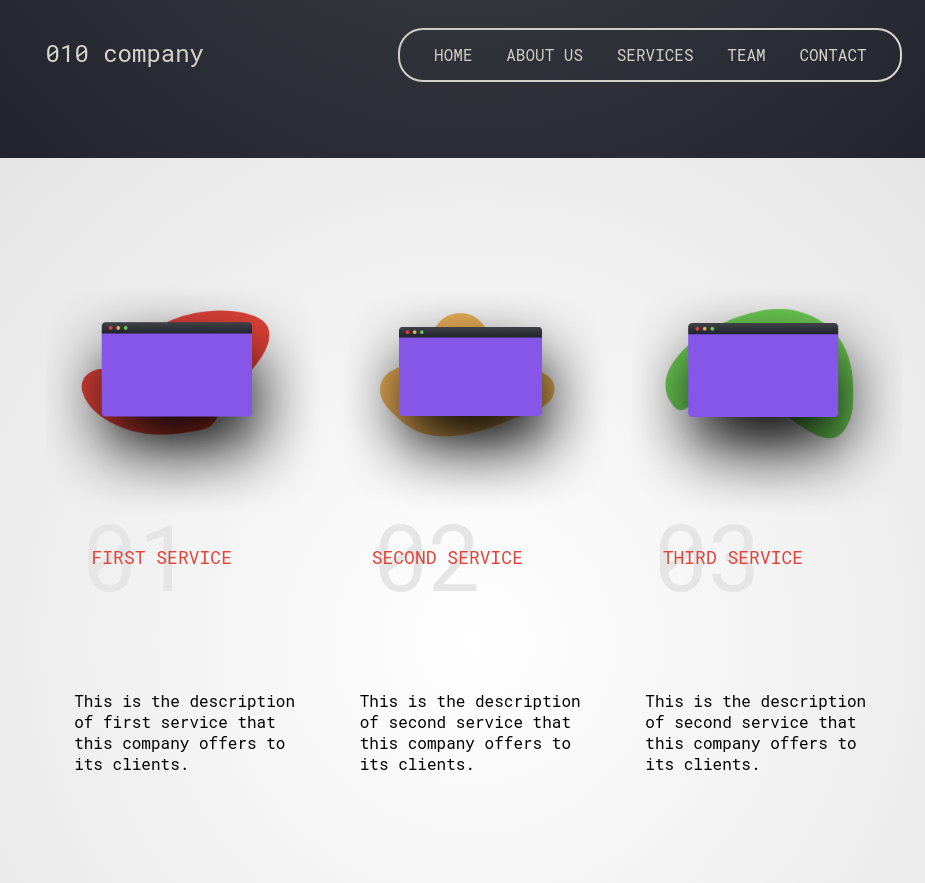 010 company
HOME ABOUT US SERVICES TEAM CONTACT
01 02 03
FIRST SERVICE SECOND SERVICE THIRD SERVICE
This is the description
of first service that
this company offers to
its clients.
This is the description
of second service that
this company offers to
its clients.
This is the description
of second service that
this company offers to
its clients.